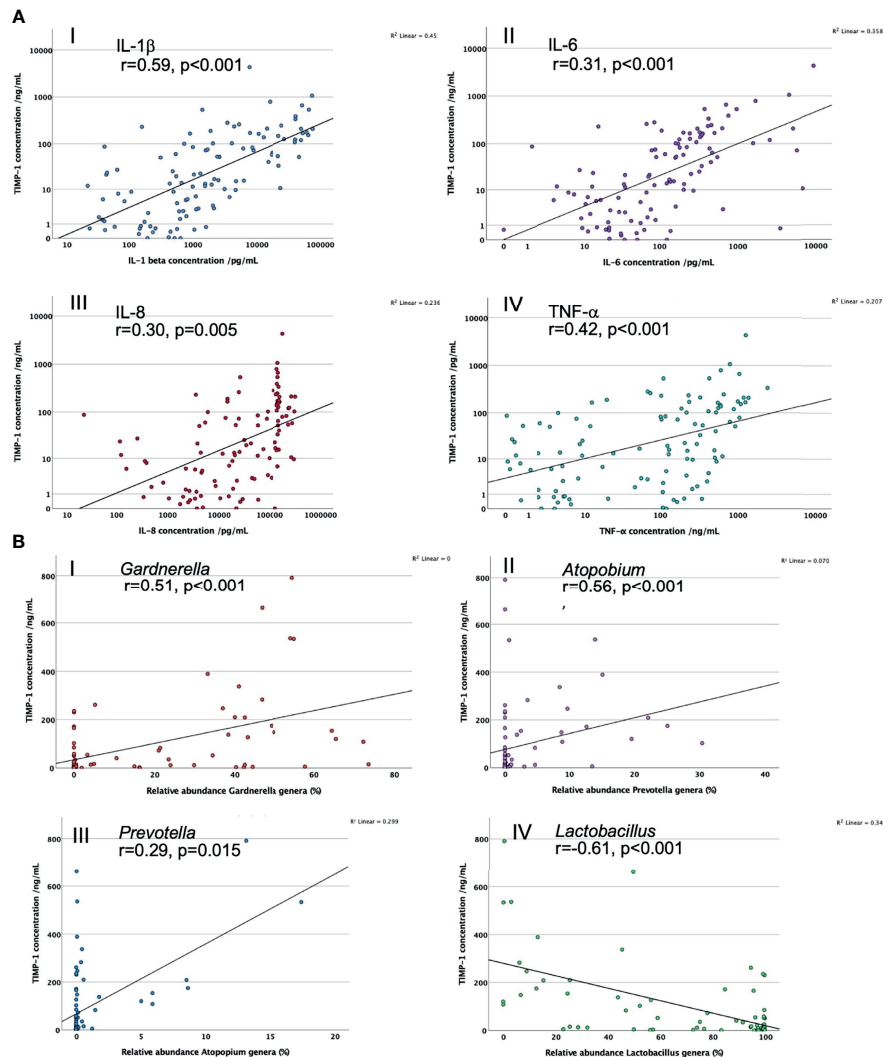 A
I
IL-1β
r=0.59, p<0.001
R² Linear = 0.45
10000
1000
100
10
1
0
TIMP-1 concentration /ng/mL
10 100 1000 10000 100000
IL-1 beta concentration /pg/mL
II
IL-6
r=0.31, p<0.001
R² Linear = 0.358
10000
1000
100
10
1
0
TIMP-1 concentration /ng/mL
0 1 10 100 1000 10000
IL-6 concentration /pg/mL
III
IL-8
r=0.30, p=0.005
R² Linear = 0.236
10000
1000
100
10
1
0
TIMP-1 concentration /ng/mL
10 100 1000 10000 100000 1000000
IL-8 concentration /pg/mL
IV
TNF-α
r=0.42, p<0.001
R² Linear = 0.207
10000
1000
100
10
1
0
TIMP-1 concentration /ng/mL
0 1 10 100 1000 10000
TNF-α concentration /ng/mL
B
I
Gardnerella
r=0.51, p<0.001
R² Linear = 0
800
600
400
200
0
TIMP-1 concentration /ng/mL
0 20 40 60 80
Relative abundance Gardnerella genera (%)
II
Atopobium
r=0.56, p<0.001
,
R² Linear = 0.070
800
600
400
200
0
TIMP-1 concentration /ng/mL
0 10 20 30 40
Relative abundance Prevotella genera (%)
III
Prevotella
r=0.29, p=0.015
R² Linear = 0.299
800
600
400
200
0
TIMP-1 concentration /ng/mL
0 5 10 15 20
Relative abundance Atopopium genera (%)
IV
Lactobacillus
r=-0.61, p<0.001
R² Linear = 0.34
800
600
400
200
0
TIMP-1 concentration /ng/mL
0 20 40 60 80 100
Relative abundance Lactobacillus genera (%)